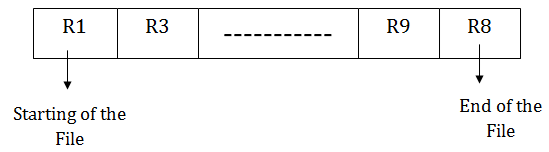 R1 R3 ----------- R9 R8
Starting of the
File
End of the
File